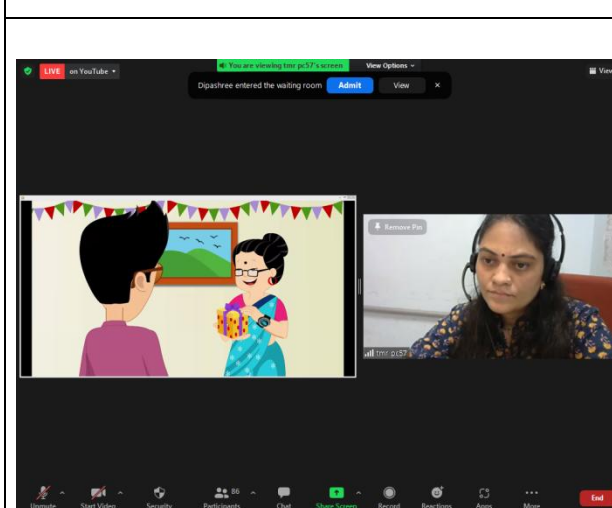 LIVE on YouTube
You are viewing tmr pc57's screen
View Options
View
Dipashree entered the waiting room
Admit
View
Remove Pin
tmr pc57
Unmute
Start Video
Security
Participants
86
Chat
Share Screen
Record
Reactions
Apps
More
End